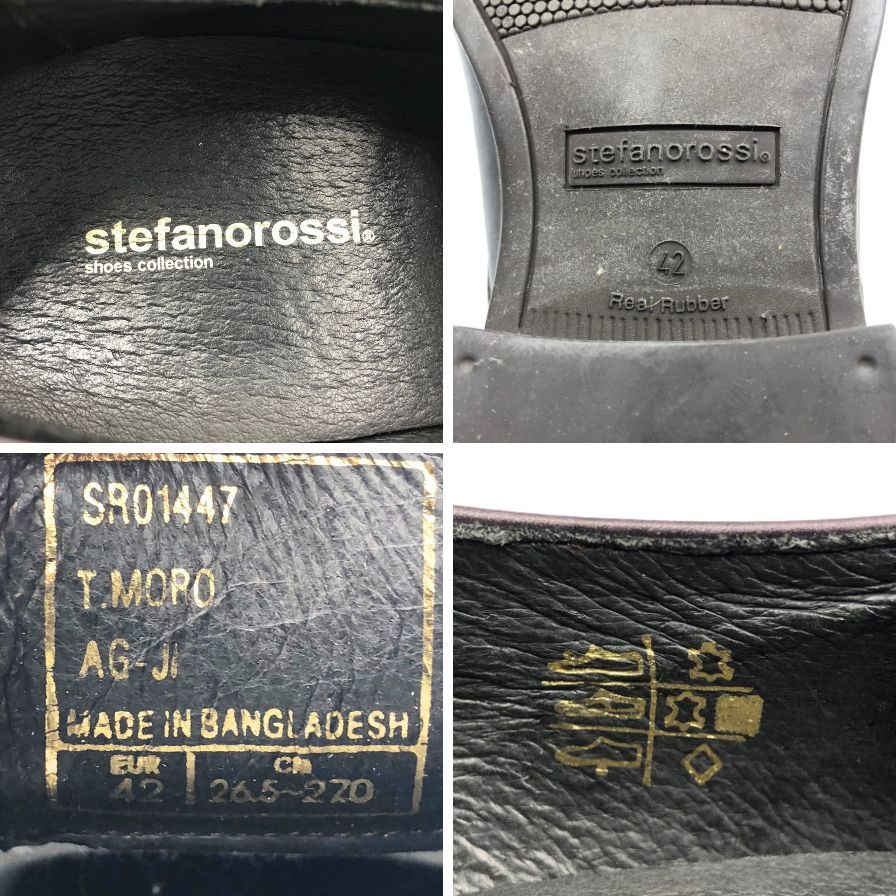 stefanorossi®
shoes collection
stefanorossi®
shoes collection
42
Real Rubber
SR01447
T.MORO
AG-JI
MADE IN BANGLADESH
EUR CM
42 26.5~27.0